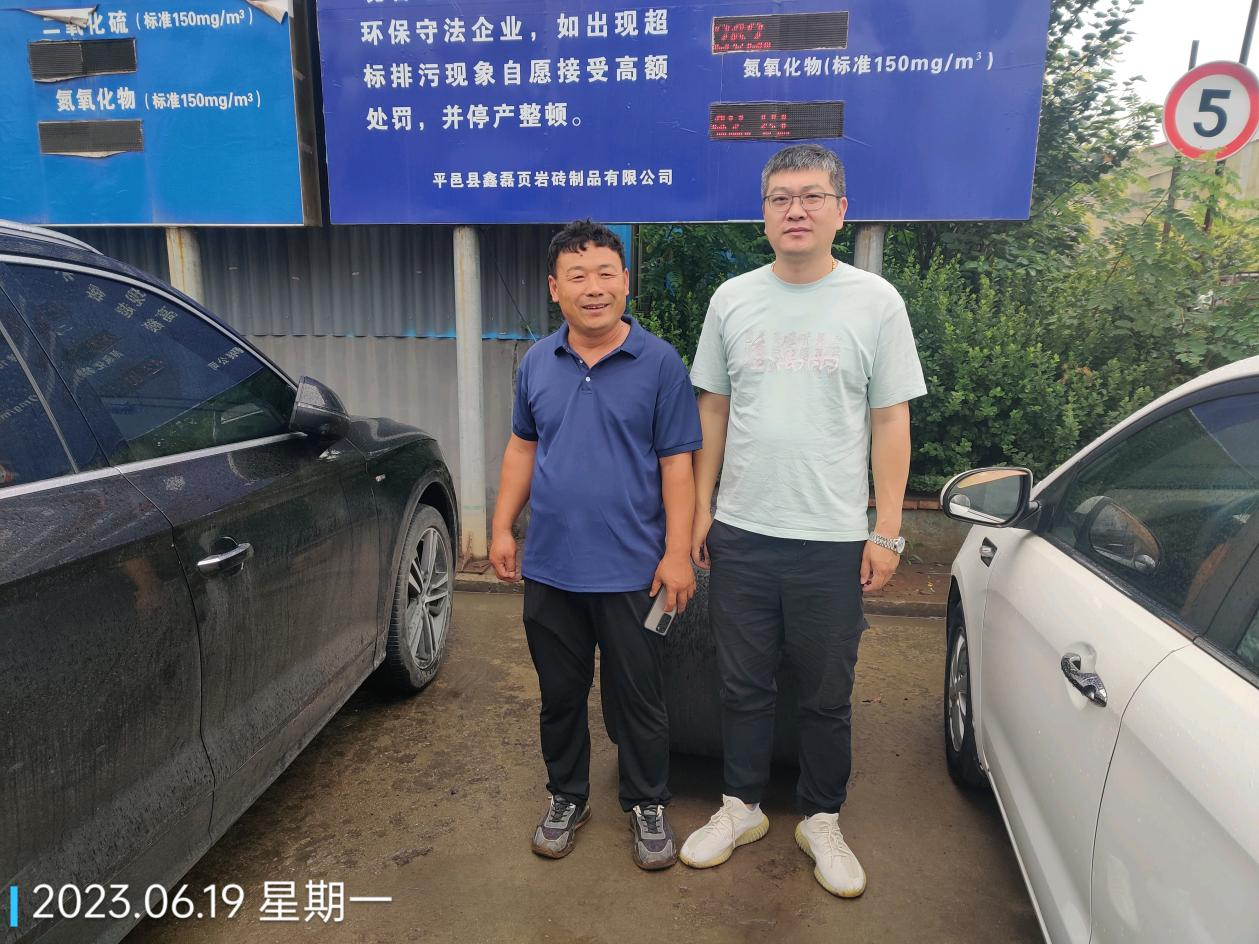 二氧化硫（标准150mg/m³）
氮氧化物（标准150mg/m³）
环保守法企业，如出现超
标排污现象自愿接受高额
处罚，并停产整顿。
平邑县鑫磊页岩砖制品有限公司
氮氧化物(标准150mg/m³)
5
2023.06.19 星期一